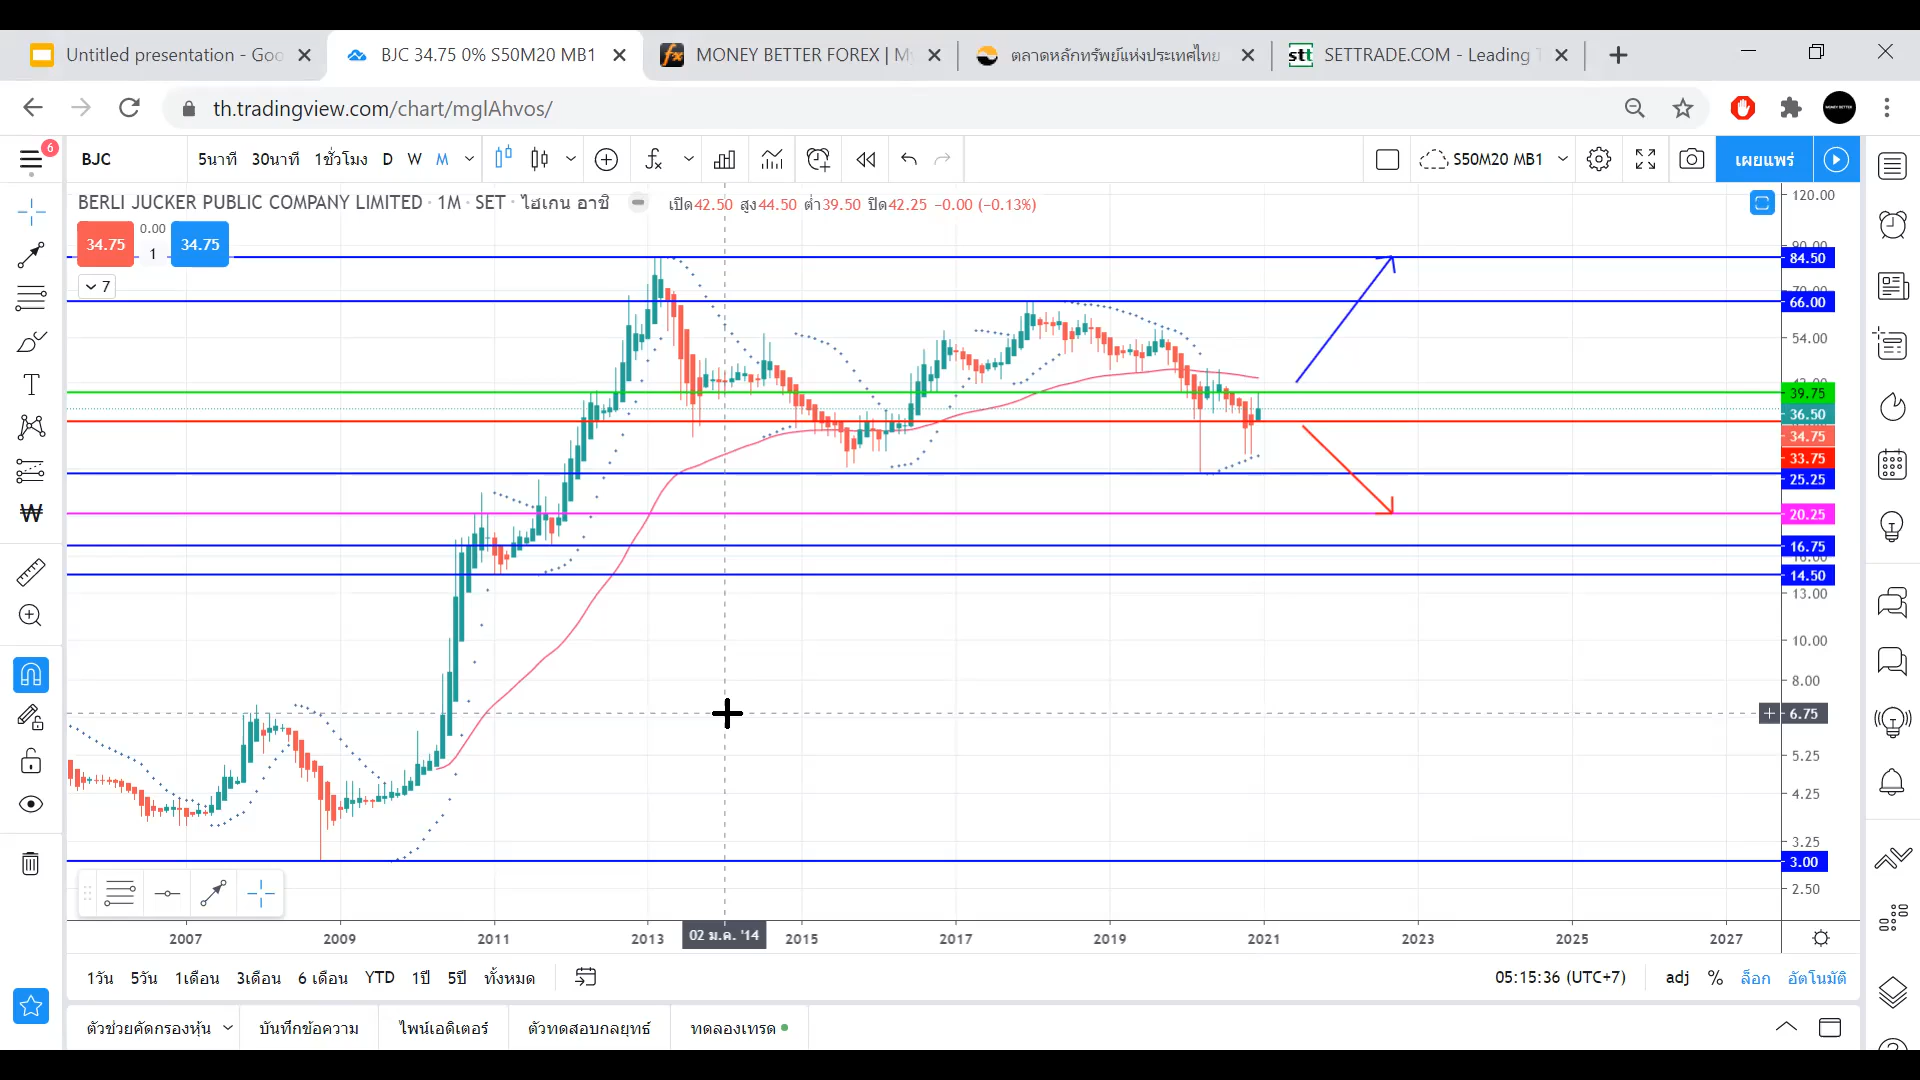 Untitled presentation - Goo
BJC 34.75 0% S50M20 MB1
MONEY BETTER FOREX | My
ตลาดหลักทรัพย์แห่งประเทศไทย
stt
SETTRADE.COM - Leading T
th.tradingview.com/chart/mglAhvos/
6
BJC
5นาที 30นาที 1ชั่วโมง D W M
S50M20 MB1
เผยแพร่
BERLI JUCKER PUBLIC COMPANY LIMITED · 1M · SET · ไฮเกน อาชิ
เปิด42.50 สูง44.50 ต่ำ39.50 ปิด42.25 −0.00 (−0.13%)
34.75
0.00
1
34.75
7
120.00
84.50
66.00
54.00
39.75
36.50
34.75
33.75
25.25
20.25
16.75
14.50
13.00
10.00
8.00
6.75
5.25
4.25
3.25
3.00
2.50
2007 2009 2011 2013 02 ม.ค. '14 2015 2017 2019 2021 2023 2025 2027
1วัน 5วัน 1เดือน 3เดือน 6 เดือน YTD 1ปี 5ปี ทั้งหมด
05:15:36 (UTC+7)
adj % ล็อก อัตโนมัติ
ตัวช่วยคัดกรองหุ้น
บันทึกข้อความ
ไพน์เอดิเตอร์
ตัวทดสอบกลยุทธ์
ทดลองเทรด